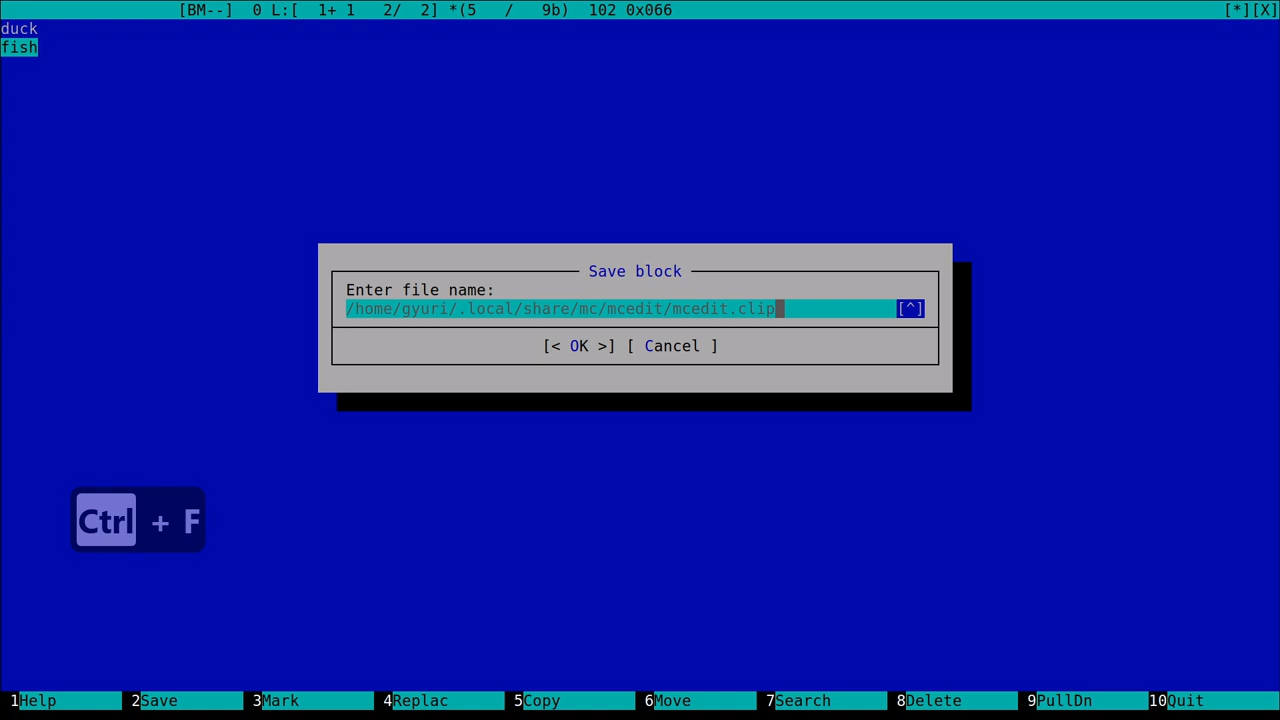 [BM--]  0 L:[  1+ 1   2/  2] *(5   /   9b)  102 0x066 [*][X]
duck
fish
Save block
Enter file name:
/home/gyuri/.local/share/mc/mcedit/mcedit.clip [^]
[< OK >] [ Cancel ]
Ctrl + F
1Help 2Save 3Mark 4Replac 5Copy 6Move 7Search 8Delete 9PullDn 10Quit